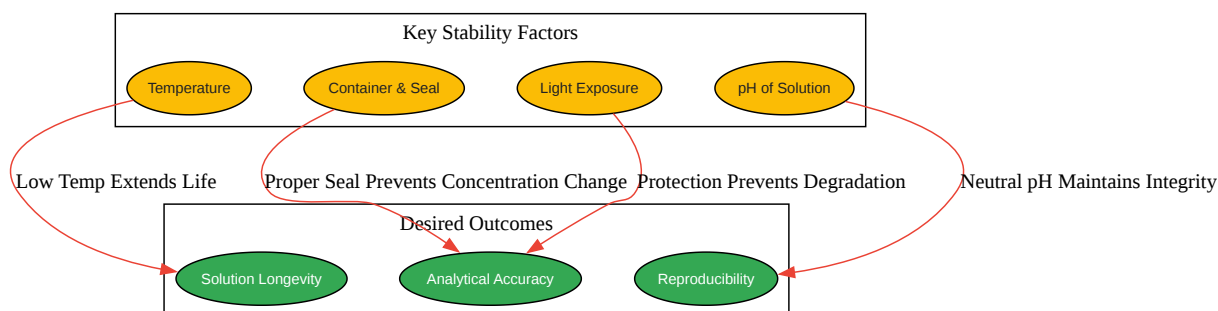 Key Stability Factors
Temperature
Container & Seal
Light Exposure
pH of Solution
Low Temp Extends Life
Proper Seal Prevents Concentration Change
Protection Prevents Degradation
Neutral pH Maintains Integrity
Desired Outcomes
Solution Longevity
Analytical Accuracy
Reproducibility